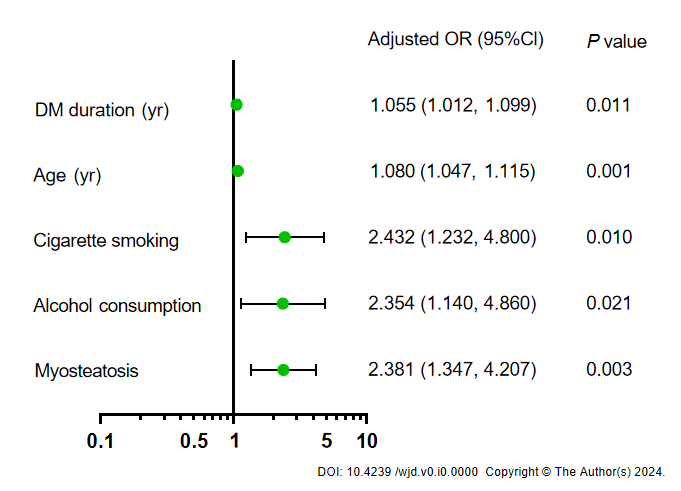 Adjusted OR (95%CI) P value
DM duration (yr) 1.055 (1.012, 1.099) 0.011
Age (yr) 1.080 (1.047, 1.115) 0.001
Cigarette smoking 2.432 (1.232, 4.800) 0.010
Alcohol consumption 2.354 (1.140, 4.860) 0.021
Myosteatosis 2.381 (1.347, 4.207) 0.003
0.1 0.5 1 5 10
DOI: 10.4239 /wjd.v0.i0.0000 Copyright © The Author(s) 2024.